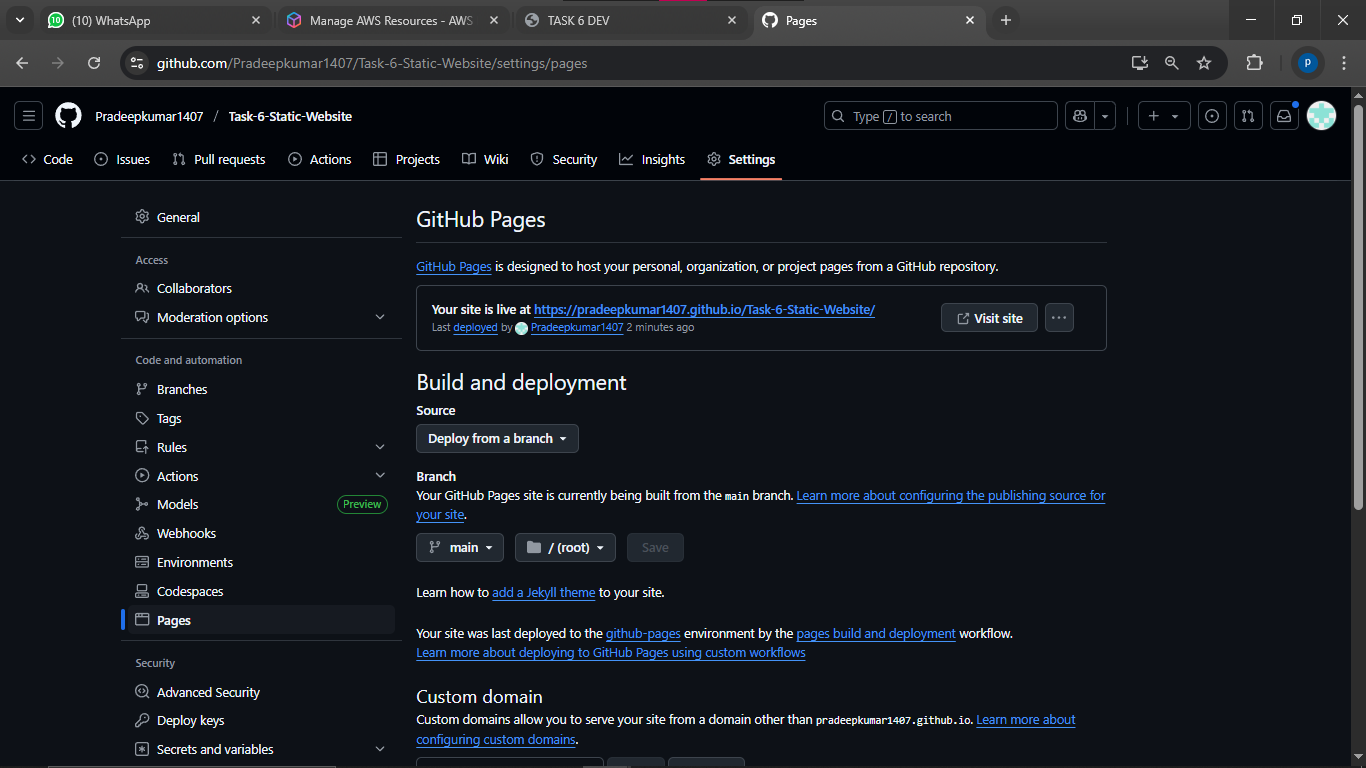 (10) WhatsApp
Manage AWS Resources - AWS
TASK 6 DEV
Pages
github.com/Pradeepkumar1407/Task-6-Static-Website/settings/pages
p
Pradeepkumar1407 / Task-6-Static-Website
Type / to search
Code
Issues
Pull requests
Actions
Projects
Wiki
Security
Insights
Settings
General
Access
Collaborators
Moderation options
Code and automation
Branches
Tags
Rules
Actions
Models
Preview
Webhooks
Environments
Codespaces
Pages
Security
Advanced Security
Deploy keys
Secrets and variables
GitHub Pages
GitHub Pages is designed to host your personal, organization, or project pages from a GitHub repository.
Your site is live at https://pradeepkumar1407.github.io/Task-6-Static-Website/
Last deployed by Pradeepkumar1407 2 minutes ago
Visit site
Build and deployment
Source
Deploy from a branch
Branch
Your GitHub Pages site is currently being built from the main branch. Learn more about configuring the publishing source for
your site.
main
/ (root)
Save
Learn how to add a Jekyll theme to your site.
Your site was last deployed to the github-pages environment by the pages build and deployment workflow.
Learn more about deploying to GitHub Pages using custom workflows
Custom domain
Custom domains allow you to serve your site from a domain other than pradeepkumar1407.github.io. Learn more about
configuring custom domains.